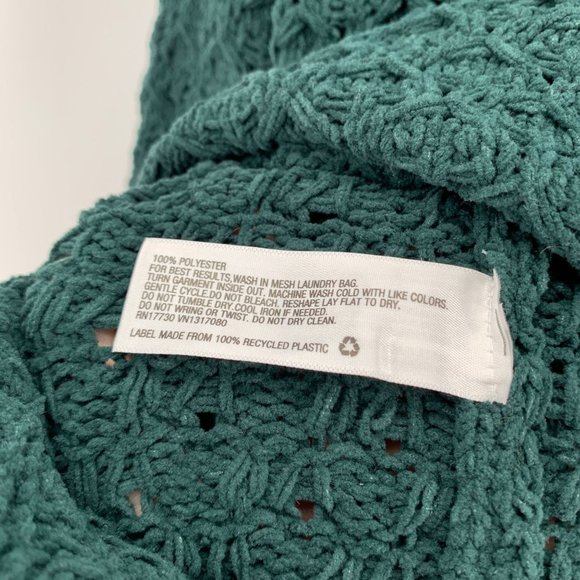 100% POLYESTER
FOR BEST RESULTS, WASH IN MESH LAUNDRY BAG.
TURN GARMENT INSIDE OUT. MACHINE WASH COLD WITH LIKE COLORS.
GENTLE CYCLE.DO NOT BLEACH. RESHAPE LAY FLAT TO DRY.
DO NOT TUMBLE DRY.COOL IRON IF NEEDED.
DO NOT WRING OR TWIST. DO NOT DRY CLEAN.
RN17730 VN1317080
LABEL MADE FROM 100% RECYCLED PLASTIC